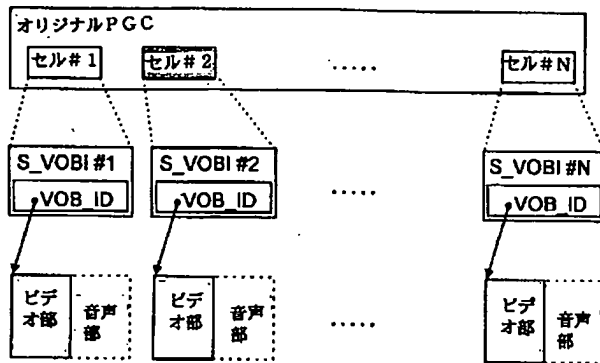 オリジナルPGC
セル#1 セル#2 ..... セル#N
S_VOBI #1 S_VOBI #2 S_VOBI #N
VOB_ID VOB_ID ..... VOB_ID
ビデ
オ部 音声
部 ビデ
オ部 音声
部 ..... ビデ
オ部 音声
部